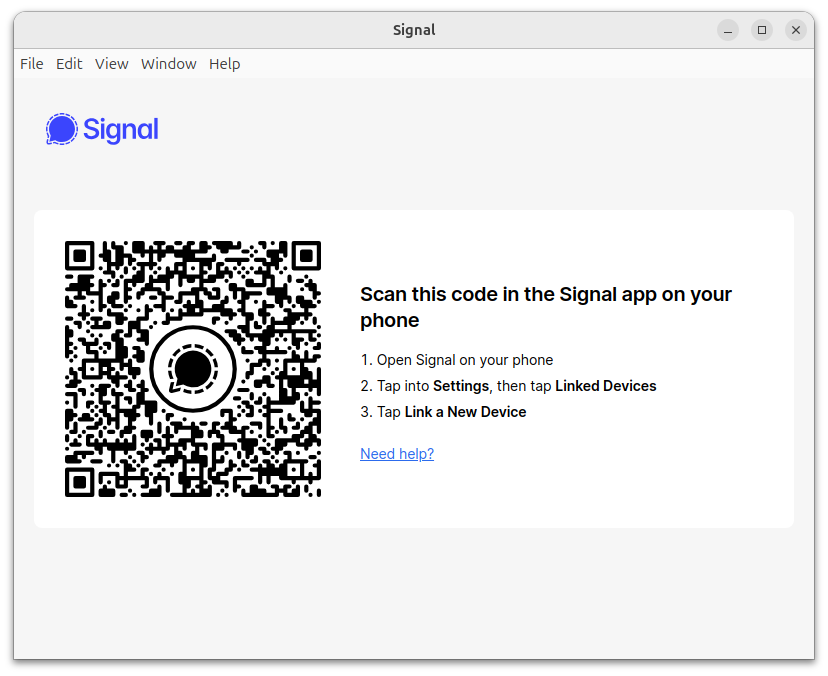 Signal
File Edit View Window Help
Signal
Scan this code in the Signal app on your
phone
1. Open Signal on your phone
2. Tap into Settings, then tap Linked Devices
3. Tap Link a New Device
Need help?